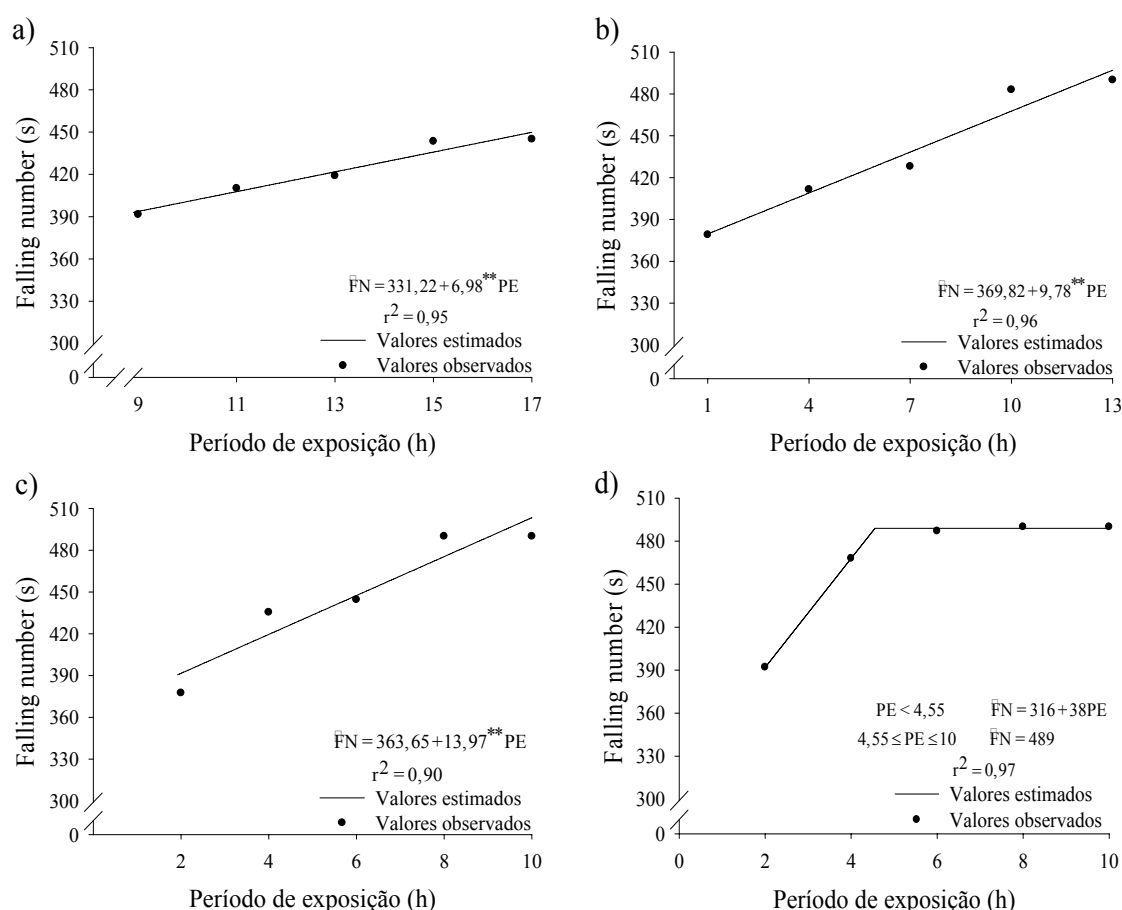 a)
510
480
450
420
390
360
330
300
0
Falling number (s)
FN = 331,22+6,98**PE
r² = 0,95
Valores estimados
Valores observados
9 11 13 15 17
Período de exposição (h)
b)
510
480
450
420
390
360
330
300
0
Falling number (s)
FN = 369,82+9,78**PE
r² = 0,96
Valores estimados
Valores observados
1 4 7 10 13
Período de exposição (h)
c)
510
480
450
420
390
360
330
300
0
Falling number (s)
FN = 363,65+13,97**PE
r² = 0,90
Valores estimados
Valores observados
2 4 6 8 10
Período de exposição (h)
d)
510
480
450
420
390
360
330
300
0
Falling number (s)
PE < 4,55 FN = 316+38PE
4,55 ≤ PE ≤ 10 FN = 489
r² = 0,97
Valores estimados
Valores observados
0 2 4 6 8 10
Período de exposição (h)